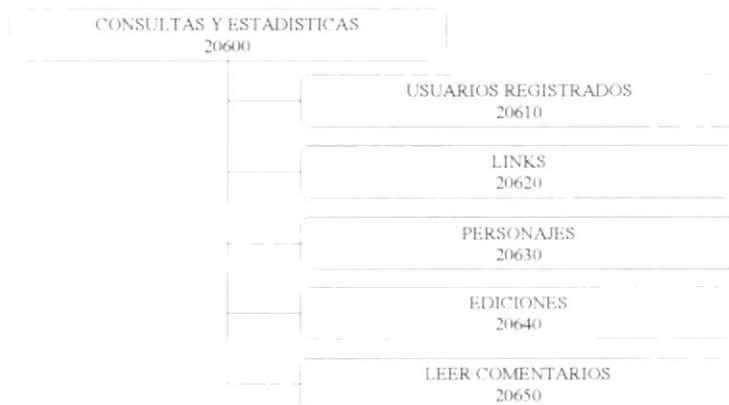 CONSULTAS Y ESTADISTICAS
20600
USUARIOS REGISTRADOS
20610
LINKS
20620
PERSONAJES
20630
EDICIONES
20640
LEER COMENTARIOS
20650